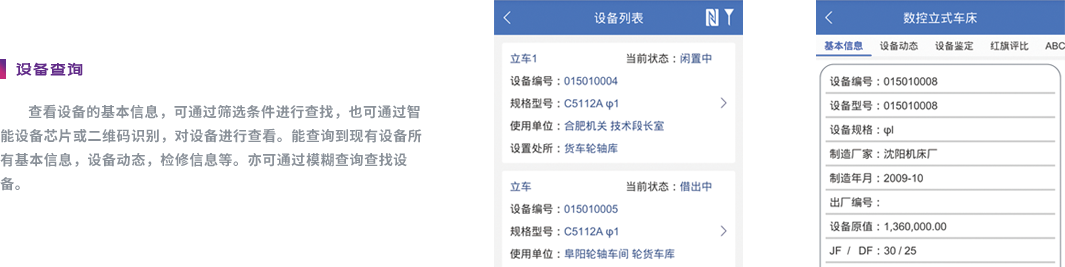 设备查询
查看设备的基本信息，可通过筛选条件进行查找，也可通过智
能设备芯片或二维码识别，对设备进行查看。能查询到现有设备所
有基本信息，设备动态，检修信息等。亦可通过模糊查询查找设
备。
设备列表
立车1 当前状态：闲置中
设备编号：015010004
规格型号：C5112A φ1
使用单位：合肥机关 技术段长室
设置处所：货车轮轴库
立车 当前状态：借出中
设备编号：015010005
规格型号：C5112A φ1
使用单位：阜阳轮轴车间 轮货车库
数控立式车床
基本信息 设备动态 设备鉴定 红旗评比 ABC
设备编号：015010008
设备型号：015010008
设备规格：φl
制造厂家：沈阳机床厂
制造年月：2009-10
出厂编号：
设备原值：1,360,000.00
JF / DF：30 / 25